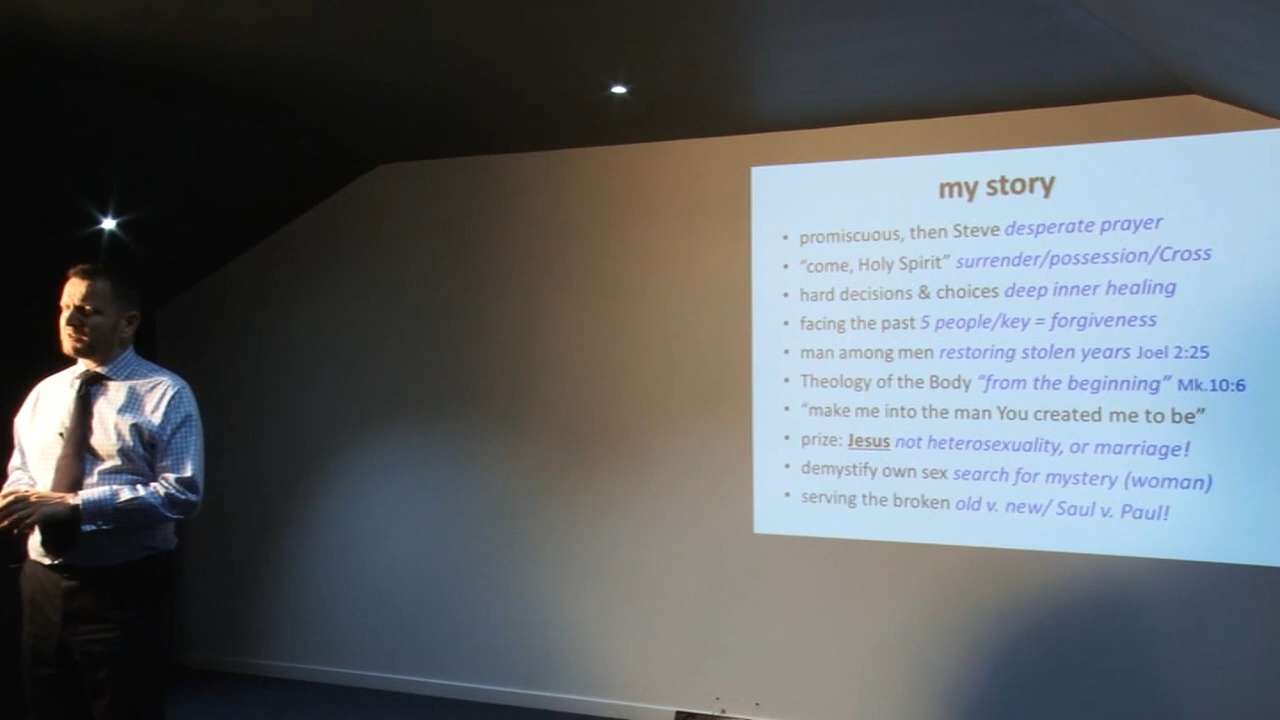 my story
• promiscuous, then Steve desperate prayer
• “come, Holy Spirit” surrender/possession/Cross
• hard decisions & choices deep inner healing
• facing the past 5 people/key = forgiveness
• man among men restoring stolen years Joel 2:25
• Theology of the Body “from the beginning” Mk.10:6
• “make me into the man You created me to be”
• prize: Jesus not heterosexuality, or marriage!
• demystify own sex search for mystery (woman)
• serving the broken old v. new/ Saul v. Paul!